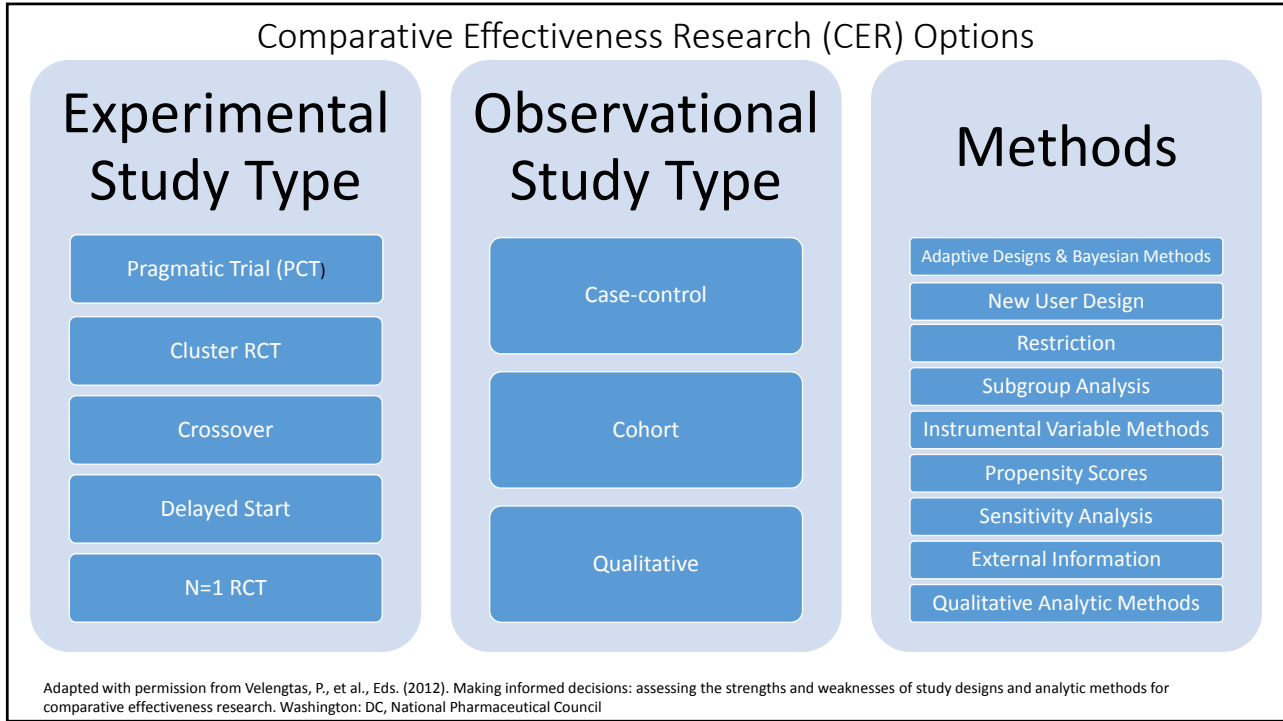 Comparative Effectiveness Research (CER) Options
Experimental
Study Type
Pragmatic Trial (PCT)
Cluster RCT
Crossover
Delayed Start
N=1 RCT
Observational
Study Type
Case-control
Cohort
Qualitative
Methods
Adaptive Designs & Bayesian Methods
New User Design
Restriction
Subgroup Analysis
Instrumental Variable Methods
Propensity Scores
Sensitivity Analysis
External Information
Qualitative Analytic Methods
Adapted with permission from Velengtas, P., et al., Eds. (2012). Making informed decisions: assessing the strengths and weaknesses of study designs and analytic methods for
comparative effectiveness research. Washington: DC, National Pharmaceutical Council